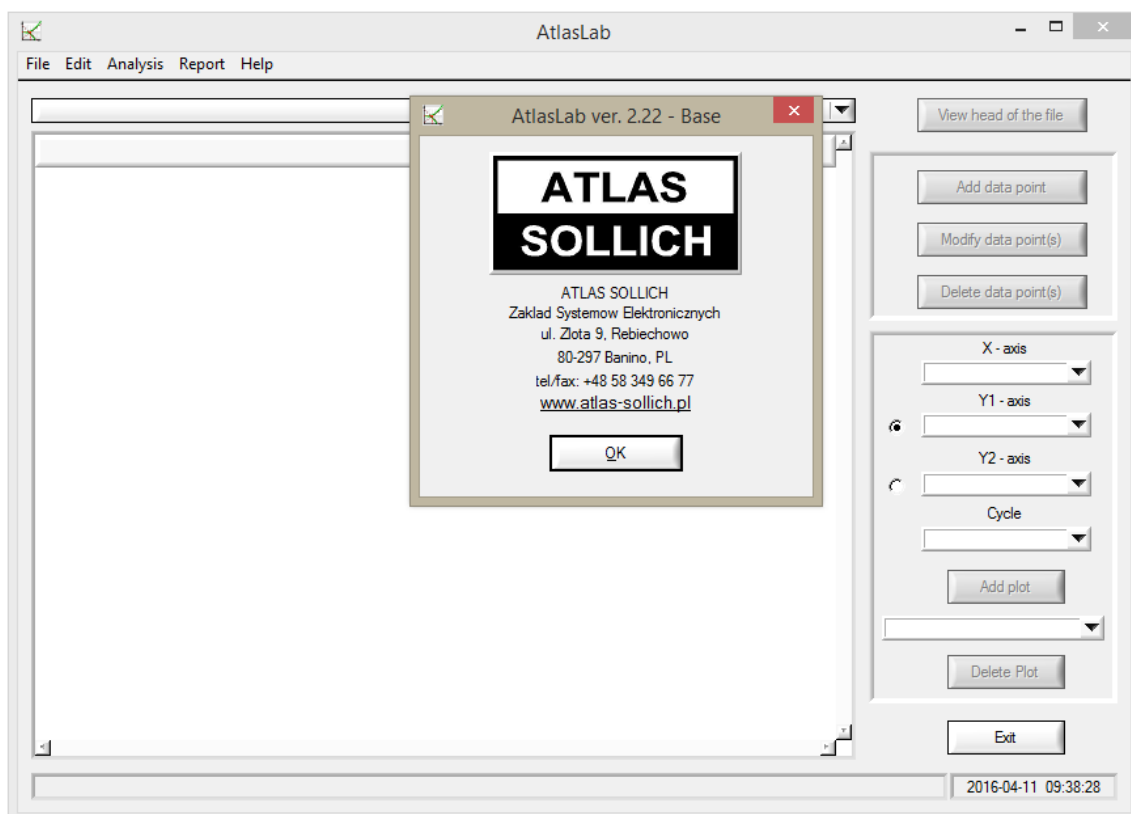 AtlasLab
File Edit Analysis Report Help
AtlasLab ver. 2.22 - Base
ATLAS
SOLLICH
ATLAS SOLLICH
Zaklad Systemow Elektronicznych
ul. Zlota 9, Rebiechowo
80-297 Banino, PL
tel/fax: +48 58 349 66 77
www.atlas-sollich.pl
OK
View head of the file
Add data point
Modify data point(s)
Delete data point(s)
X - axis
Y1 - axis
Y2 - axis
Cycle
Add plot
Delete Plot
Exit
2016-04-11 09:38:28